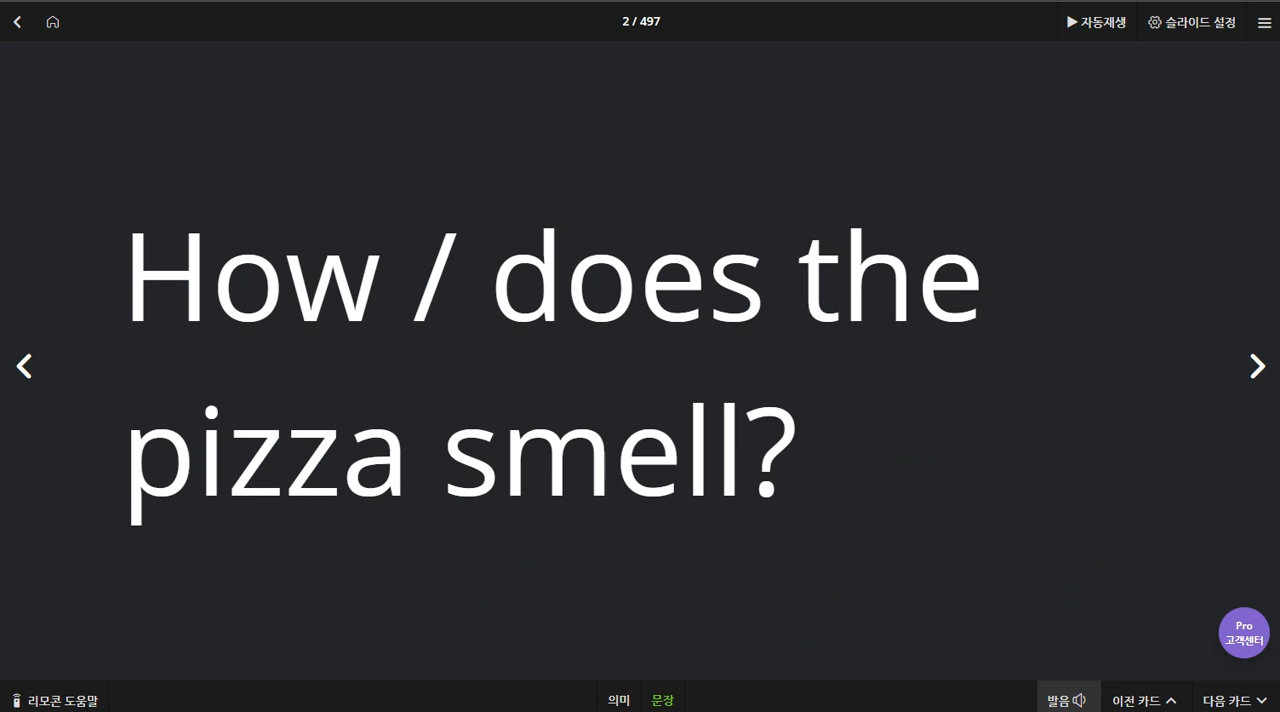 2 / 497
자동재생
슬라이드 설정
How / does the
pizza smell?
Pro
고객센터
리모콘 도움말
의미
문장
발음
이전 카드
다음 카드